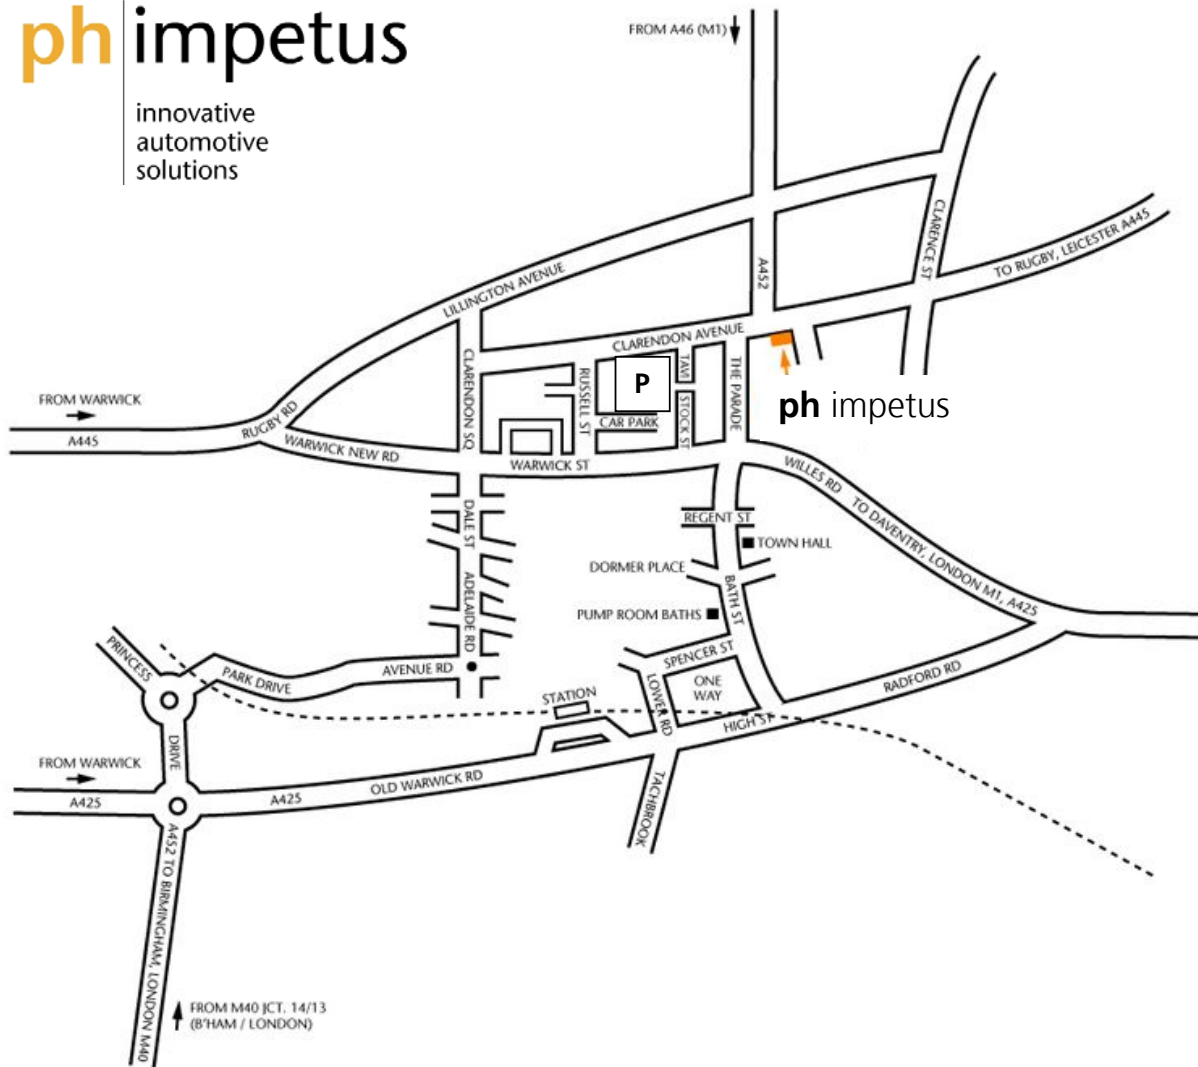 ph impetus
innovative
automotive
solutions
FROM A46 (M1)
CLARENCE ST
TO RUGBY, LEICESTER A445
A452
LILLINGTON AVENUE
CLARENDON AVENUE
TAVI
STOCK ST
THE PARADE
P
RUSSELL ST
CAR PARK
CLARENDON SQ
ph impetus
FROM WARWICK
A445
RUGBY RD
WARWICK NEW RD
WARWICK ST
WILLES RD
TO DAVENTRY, LONDON M1, A425
REGENT ST
TOWN HALL
DALE ST
DORMER PLACE
BATH ST
ADELAIDE RD
PUMP ROOM BATHS
SPENCER ST
ONE
WAY
LOWER RD
RADFORD RD
HIGH ST
PRINCESS
PARK DRIVE
AVENUE RD
STATION
DRIVE
FROM WARWICK
A425
A425
OLD WARWICK RD
TACHBROOK
A452 TO BIRMINGHAM, LONDON M40
FROM M40 JCT. 14/13
(B'HAM / LONDON)